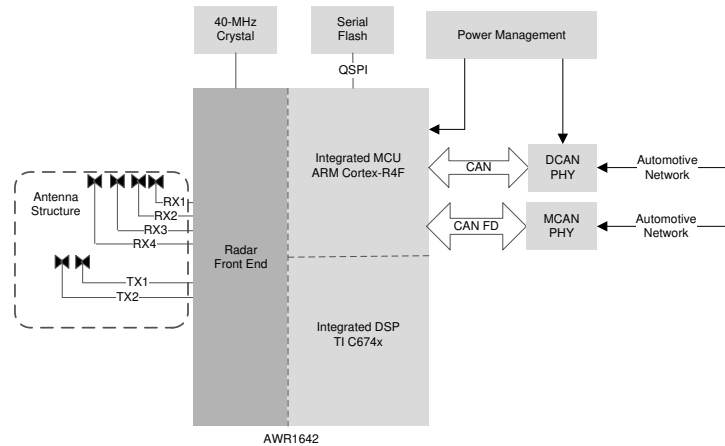 40-MHz
Crystal
Serial
Flash
Power Management
QSPI
Integrated MCU
ARM Cortex-R4F
CAN
DCAN
PHY
Automotive
Network
Antenna
Structure
RX1
RX2
RX3
RX4
CAN FD
MCAN
PHY
Automotive
Network
Radar
Front End
TX1
TX2
Integrated DSP
TI C674x
AWR1642